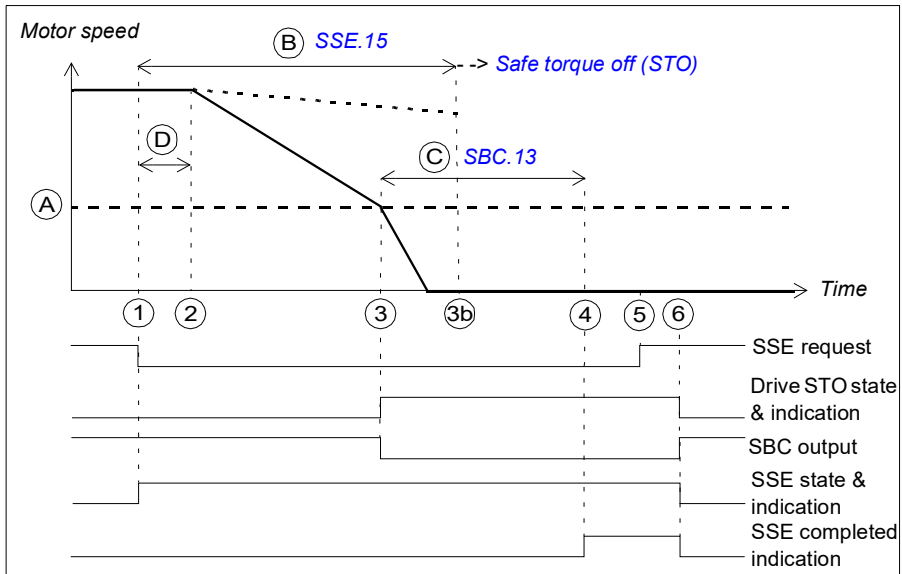 Motor speed
B SSE.15
Safe torque off (STO)
D
C SBC.13
A
Time
1 2 3 3b 4 5 6
SSE request
Drive STO state
& indication
SBC output
SSE state &
indication
SSE completed
indication